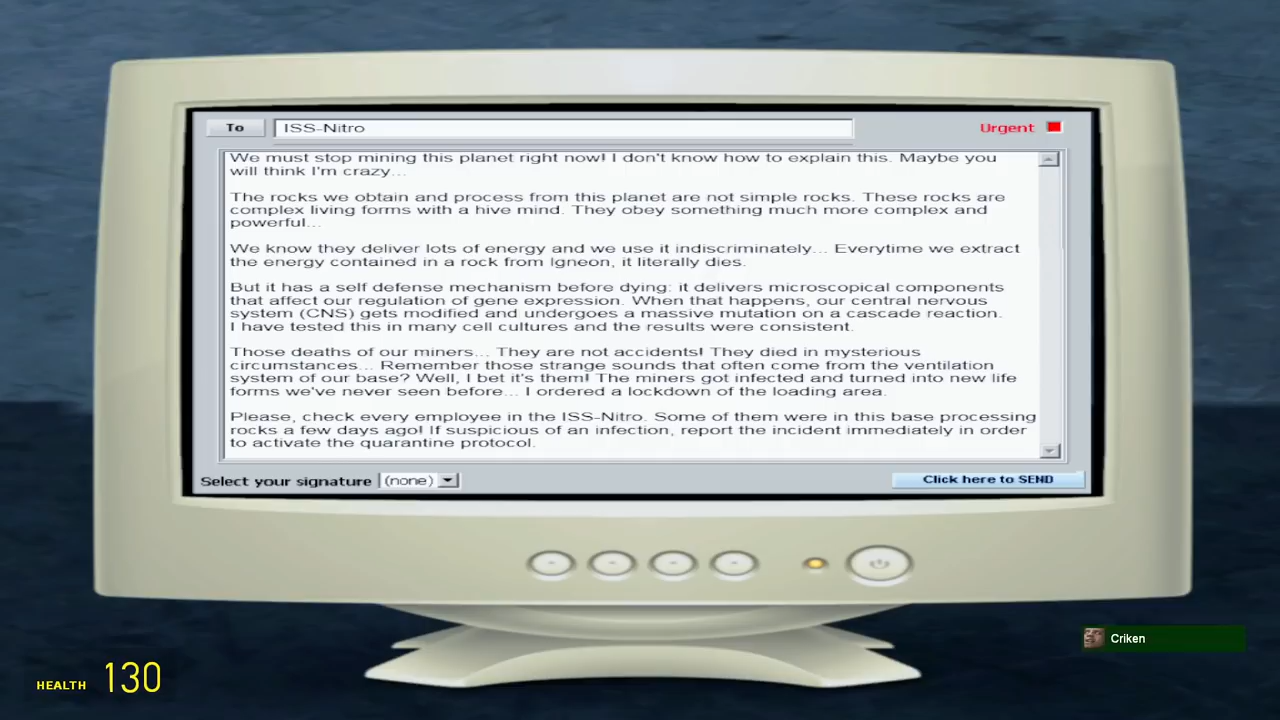 To
ISS-Nitro
Urgent
We must stop mining this planet right now! I don't know how to explain this. Maybe you
will think I'm crazy...
The rocks we obtain and process from this planet are not simple rocks. These rocks are
complex living forms with a hive mind. They obey something much more complex and
powerful...
We know they deliver lots of energy and we use it indiscriminately... Everytime we extract
the energy contained in a rock from Igneon, it literally dies.
But it has a self defense mechanism before dying: it delivers microscopical components
that affect our regulation of gene expression. When that happens, our central nervous
system (CNS) gets modified and undergoes a massive mutation on a cascade reaction.
I have tested this in many cell cultures and the results were consistent.
Those deaths of our miners... They are not accidents! They died in mysterious
circumstances... Remember those strange sounds that often come from the ventilation
system of our base? Well, I bet it's them! The miners got infected and turned into new life
forms we've never seen before... I ordered a lockdown of the loading area.
Please, check every employee in the ISS-Nitro. Some of them were in this base processing
rocks a few days ago! If suspicious of an infection, report the incident immediately in order
to activate the quarantine protocol.
Select your signature (none)
Click here to SEND
Criken
HEALTH 130